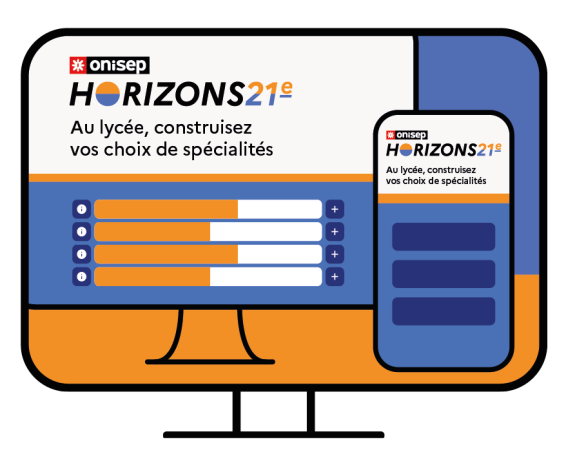 onisep
HORIZONS21e
Au lycée, construisez
vos choix de spécialités
i +
i +
i +
i +
onisep
HORIZONS21e
Au lycée, construisez
vos choix de spécialités